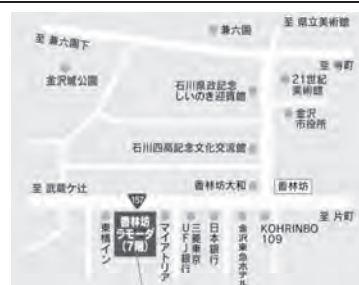 至 県立美術館
兼六園
至 兼六園下
至 寺町
金沢城公園
21世紀
美術館
石川県政記念
しいのき迎賓館
金沢
市役所
石川四高記念文化交流館
至 武蔵ケ辻
香林坊大和
香林坊
157
至 片町
東横イン
香林坊
ラモーダ
(7階)
マイアトリア
三菱東京
UFJ銀行
日本銀行
金沢東急ホテル
KOHRINBO
109